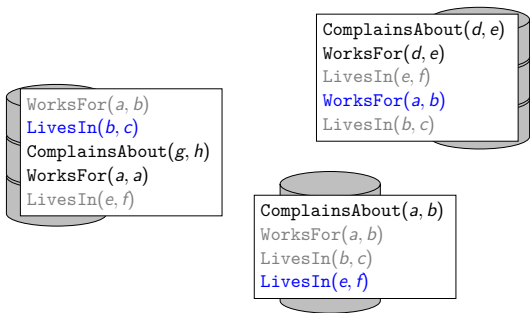 WorksFor(a, b)
LivesIn(b, c)
ComplainsAbout(g, h)
WorksFor(a, a)
LivesIn(e, f)
ComplainsAbout(d, e)
WorksFor(d, e)
LivesIn(e, f)
WorksFor(a, b)
LivesIn(b, c)
ComplainsAbout(a, b)
WorksFor(a, b)
LivesIn(b, c)
LivesIn(e, f)